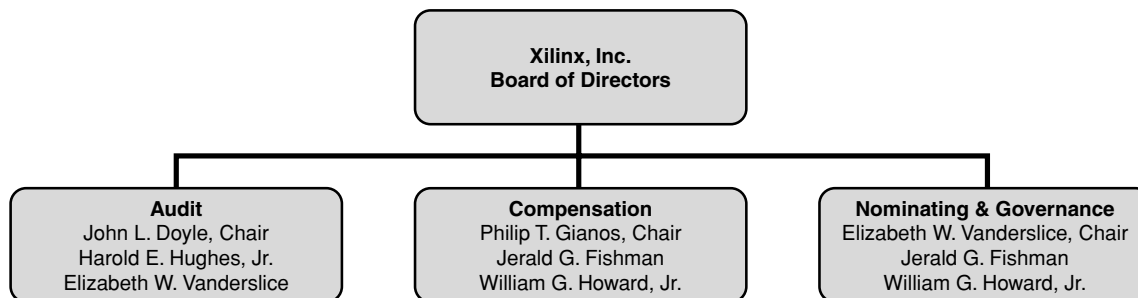 Xilinx, Inc.
Board of Directors
Audit
John L. Doyle, Chair
Harold E. Hughes, Jr.
Elizabeth W. Vanderslice
Compensation
Philip T. Gianos, Chair
Jerald G. Fishman
William G. Howard, Jr.
Nominating & Governance
Elizabeth W. Vanderslice, Chair
Jerald G. Fishman
William G. Howard, Jr.